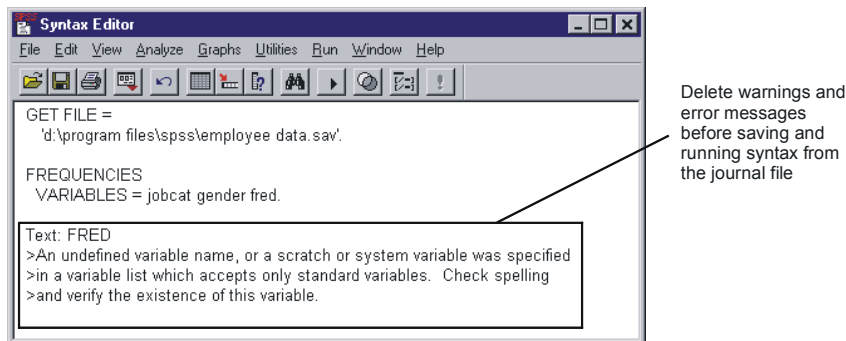 SPSS Syntax Editor
File Edit View Analyze Graphs Utilities Run Window Help
GET FILE =
'd:\program files\spss\employee data.sav'.
FREQUENCIES
VARIABLES = jobcat gender fred.
Text: FRED
>An undefined variable name, or a scratch or system variable was specified
>in a variable list which accepts only standard variables. Check spelling
>and verify the existence of this variable.
Delete warnings and
error messages
before saving and
running syntax from
the journal file